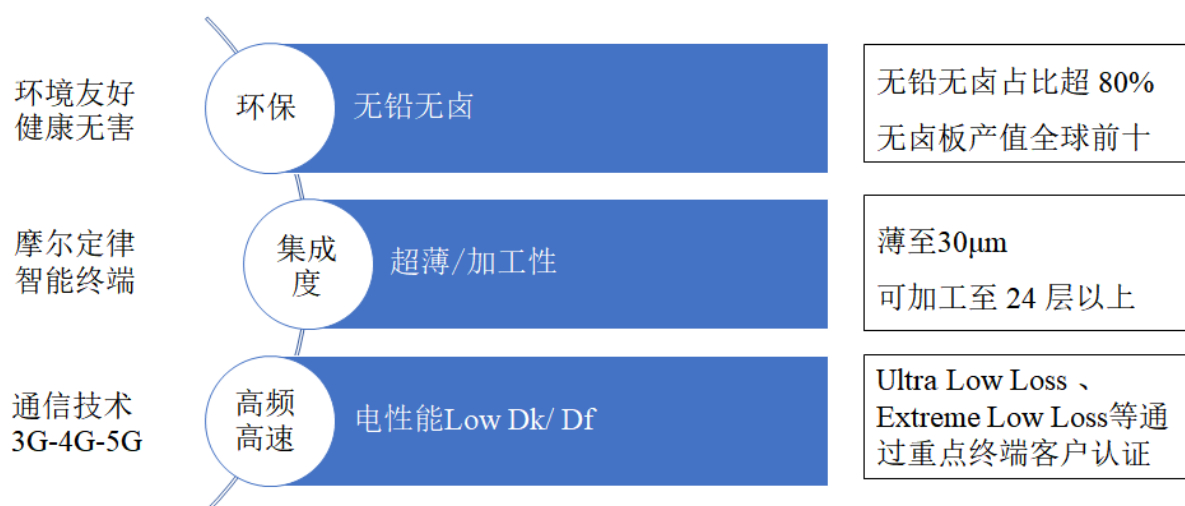 环境友好
健康无害
环保
无铅无卤
无铅无卤占比超 80%
无卤板产值全球前十
摩尔定律
智能终端
集成
度
超薄/加工性
薄至30μm
可加工至 24 层以上
通信技术
3G-4G-5G
高频
高速
电性能Low Dk/ Df
Ultra Low Loss 、
Extreme Low Loss等通
过重点终端客户认证